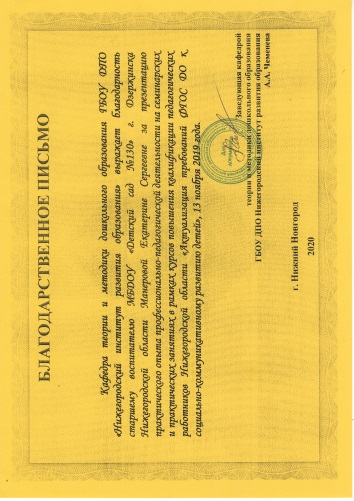 БЛАГОДАРСТВЕННОЕ ПИСЬМО
Кафедра теории и методики дошкольного образования ГБОУ ДПО
«Нижегородский институт развития образования» выражает благодарность
старшему воспитателю МБДОУ «Детский сад №130» г. Дзержинска
Нижегородской области Манеровой Екатерине Сергеевне за презентацию
практического опыта профессионально-педагогической деятельности на семинарских
и практических занятиях в рамках курсов повышения квалификации педагогических
работников Нижегородской области «Актуализация требований ФГОС ДО к
социально-коммуникативному развитию детей», 13 ноября 2019 года.
Заведующая кафедрой
теории и методики дошкольного образования
ГБОУ ДПО Нижегородский институт развития образования
А.А. Чеменева
г. Нижний Новгород
2020